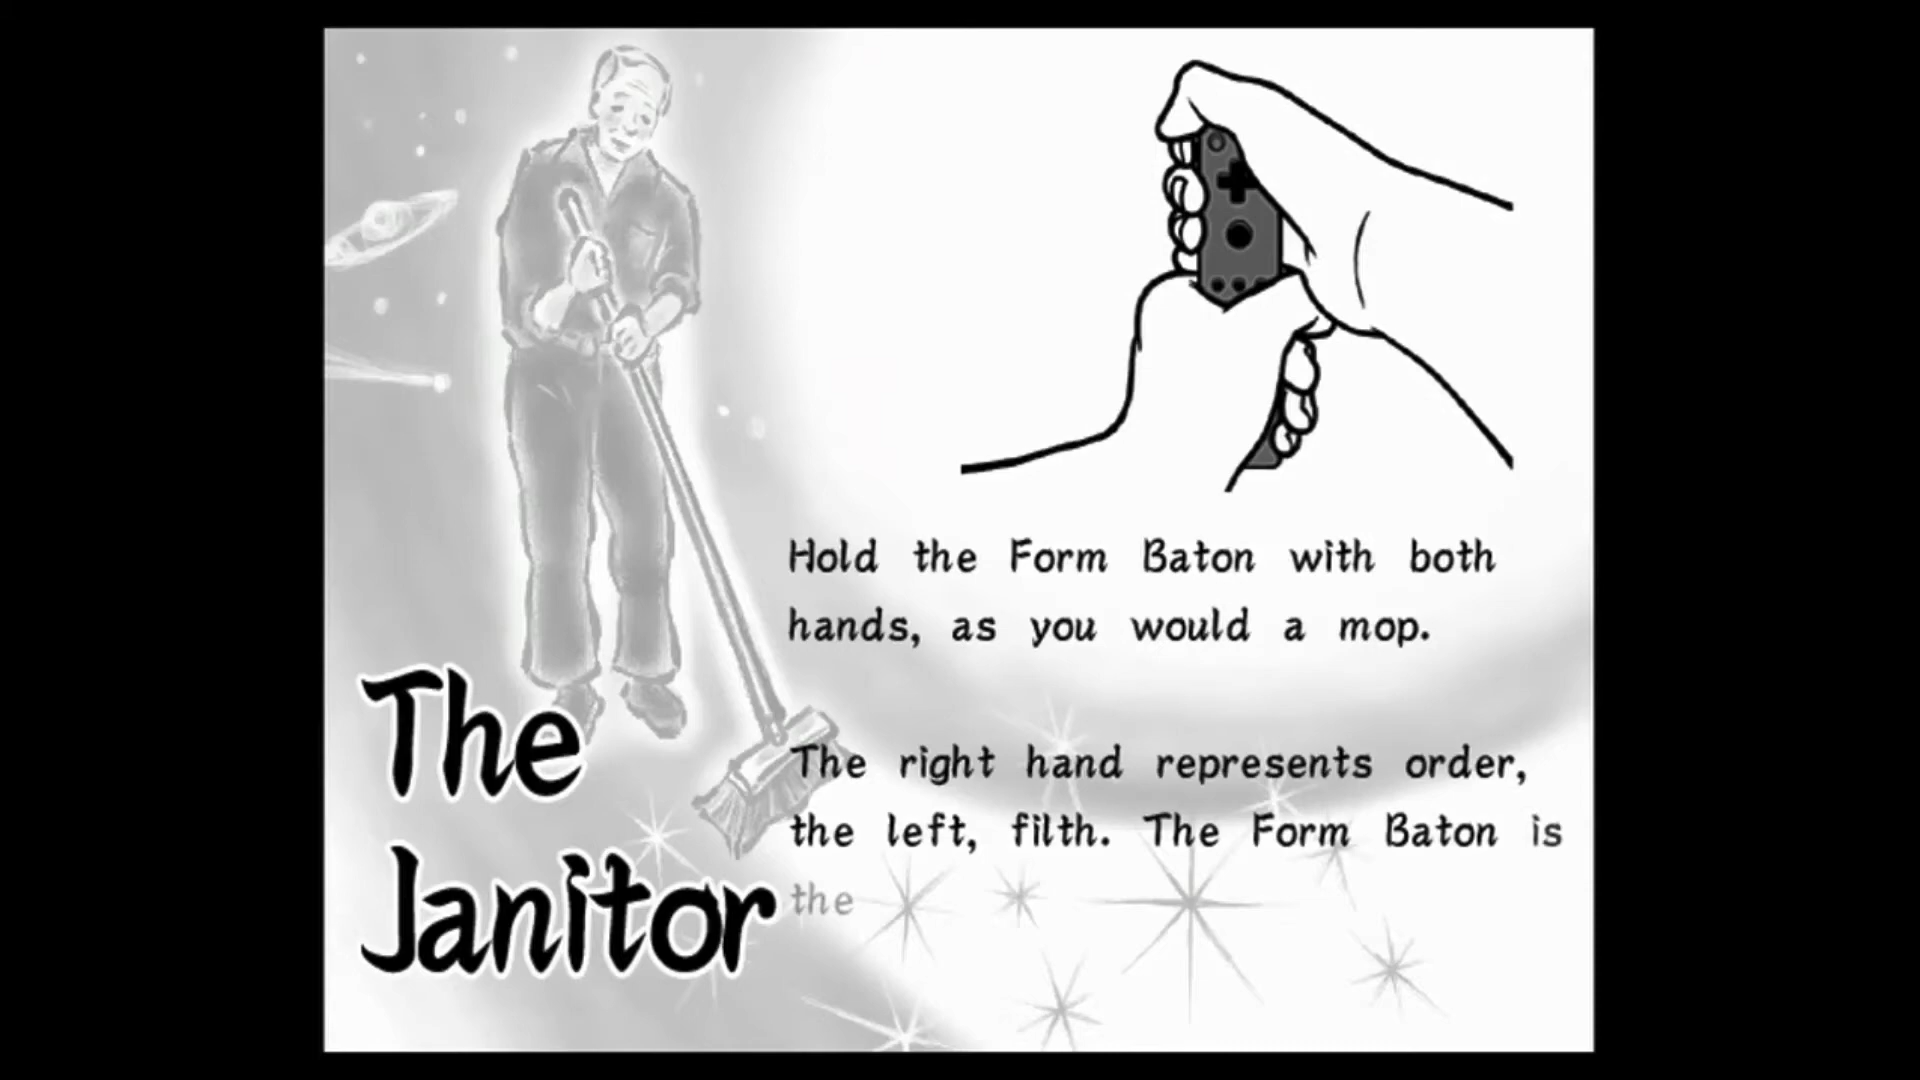 The
Janitor
Hold the Form Baton with both
hands, as you would a mop.
The right hand represents order,
the left, filth. The Form Baton is
the